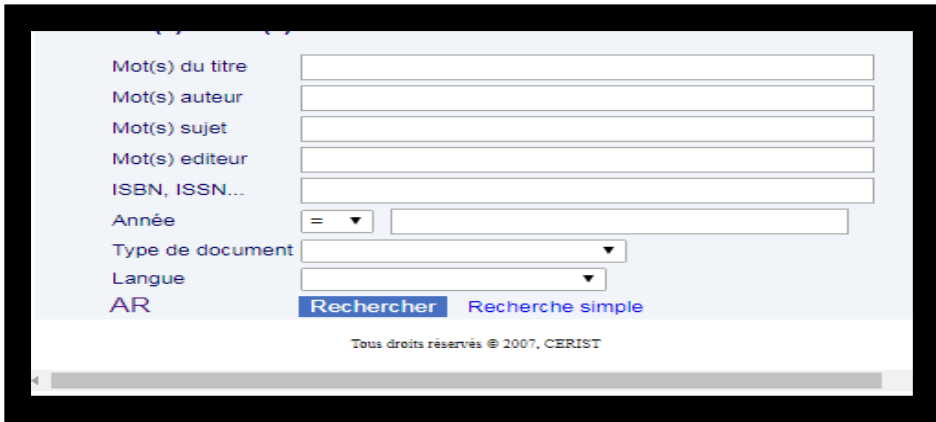 Mot(s) du titre
Mot(s) auteur
Mot(s) sujet
Mot(s) editeur
ISBN, ISSN...
Année =
Type de document
Langue
AR Rechercher Recherche simple
Tous droits réservés © 2007, CERIST